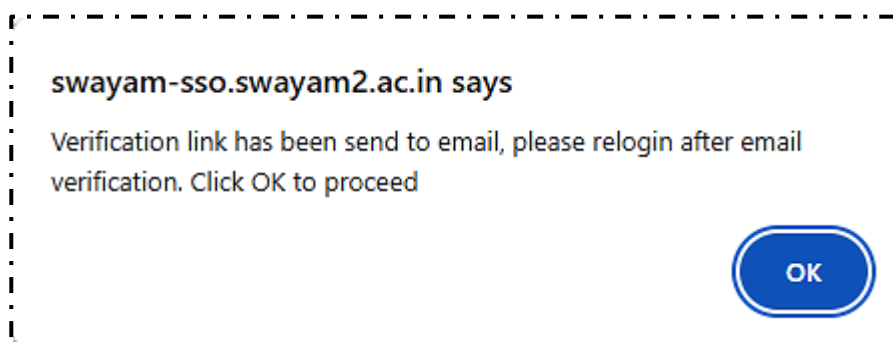 swayam-sso.swayam2.ac.in says
Verification link has been send to email, please relogin after email
verification. Click OK to proceed
OK